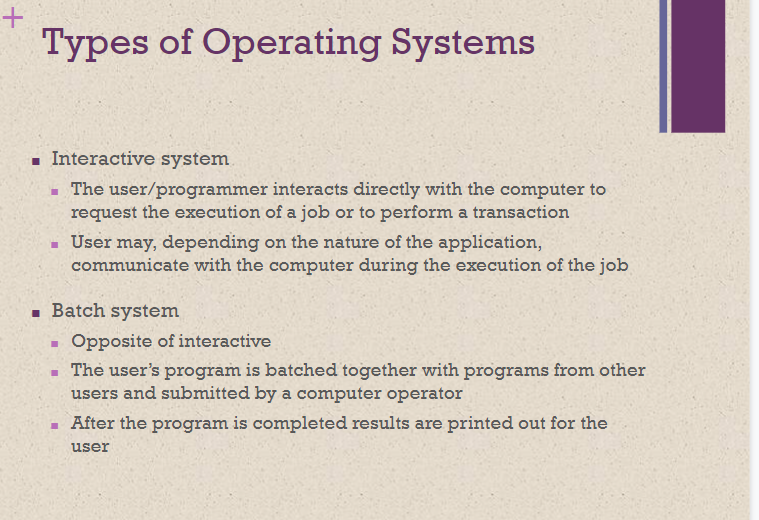 +
Types of Operating Systems
■ Interactive system
■ The user/programmer interacts directly with the computer to
request the execution of a job or to perform a transaction
■ User may, depending on the nature of the application,
communicate with the computer during the execution of the job
■ Batch system
■ Opposite of interactive
■ The user’s program is batched together with programs from other
users and submitted by a computer operator
■ After the program is completed results are printed out for the
user